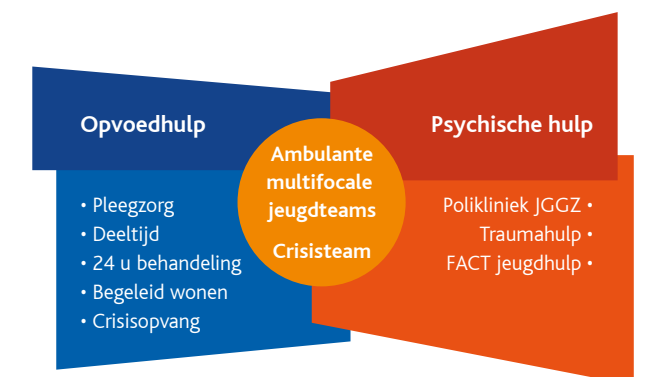 Opvoedhulp
• Pleegzorg
• Deeltijd
• 24 u behandeling
• Begeleid wonen
• Crisisopvang
Ambulante
multifocale
jeugdteams
Crisisteam
Psychische hulp
Polikliniek JGGZ •
Traumahulp •
FACT jeugdhulp •